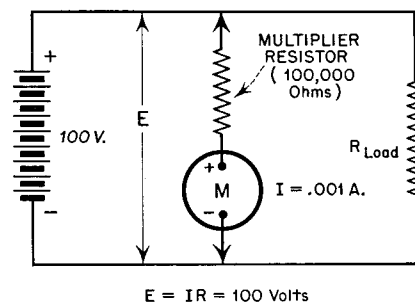 MULTIPLIER
RESISTOR
(100,000
Ohms)
+
100 V.
E
+
M
−
I = .001 A.
R Load
−
E = IR = 100 Volts